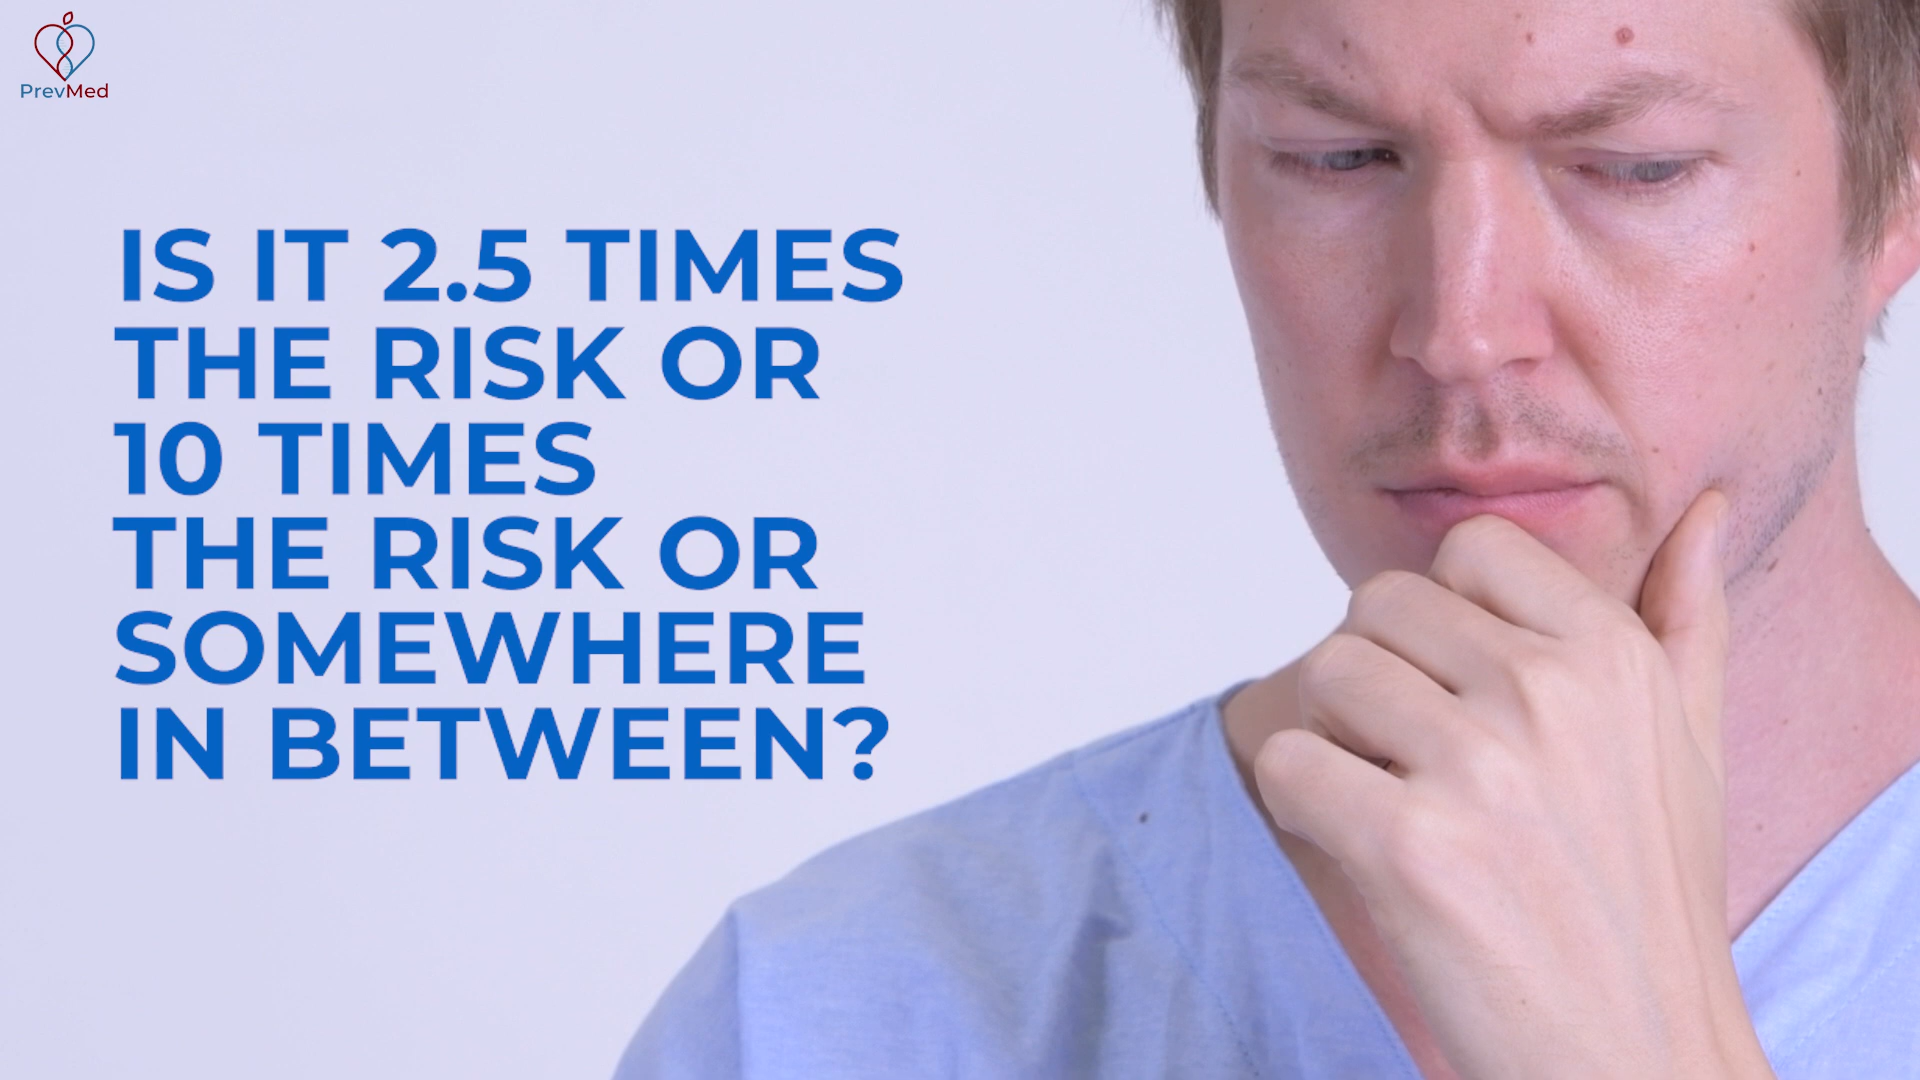 PrevMed
IS IT 2.5 TIMES
THE RISK OR
10 TIMES
THE RISK OR
SOMEWHERE
IN BETWEEN?